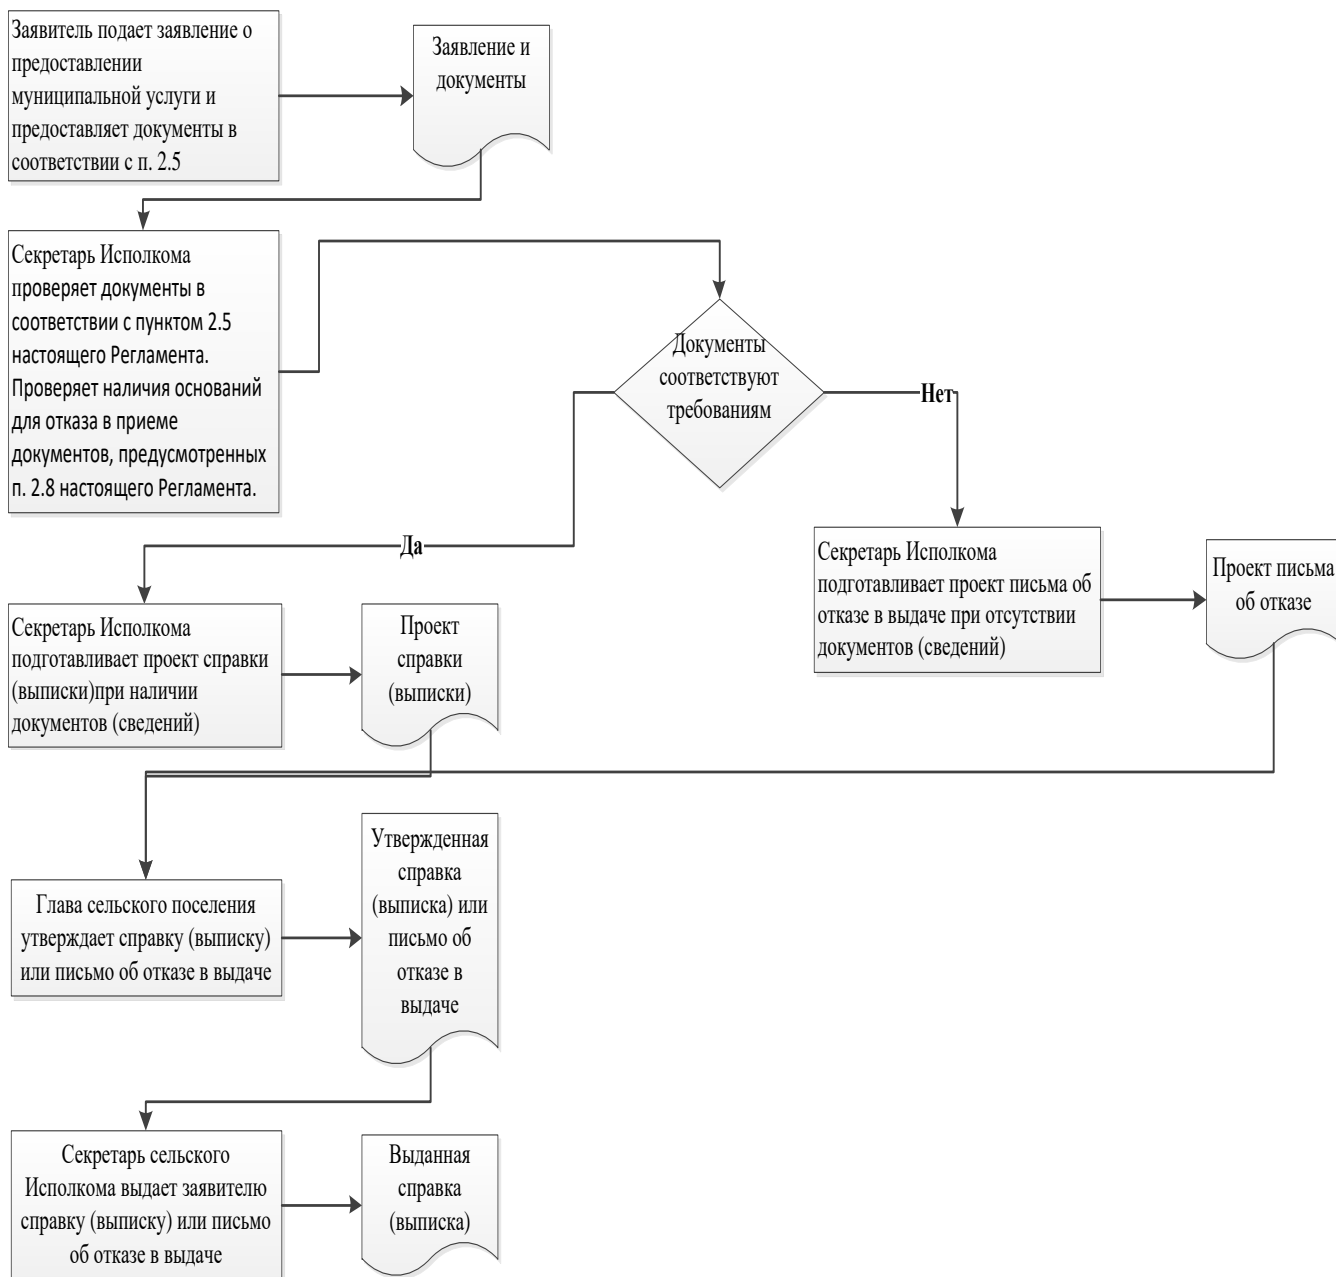 Заявитель подает заявление о
предоставлении
муниципальной услуги и
предоставляет документы в
соответствии с п. 2.5
Заявление и
документы
Секретарь Исполкома
проверяет документы в
соответствии с пунктом 2.5
настоящего Регламента.
Проверяет наличия оснований
для отказа в приеме
документов, предусмотренных
п. 2.8 настоящего Регламента.
Документы
соответствуют
требованиям
Нет
Да
Секретарь Исполкома
подготавливает проект письма об
отказе в выдаче при отсутствии
документов (сведений)
Проект письма
об отказе
Секретарь Исполкома
подготавливает проект справки
(выписки)при наличии
документов (сведений)
Проект
справки
(выписки)
Глава сельского поселения
утверждает справку (выписку)
или письмо об отказе в выдаче
Утвержденная
справка
(выписка) или
письмо об
отказе в
выдаче
Секретарь сельского
Исполкома выдает заявителю
справку (выписку) или письмо
об отказе в выдаче
Выданная
справка
(выписка)